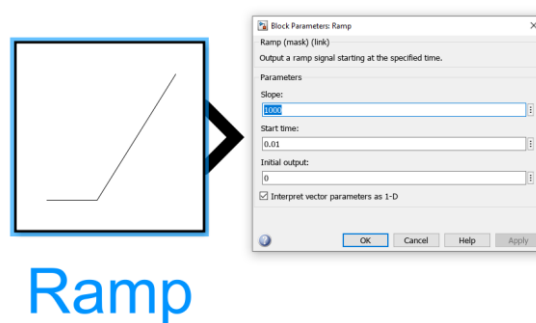 Block Parameters: Ramp
Ramp (mask) (link)
Output a ramp signal starting at the specified time.
Parameters
Slope:
1000
Start time:
0.01
Initial output:
0
Interpret vector parameters as 1-D
OK Cancel Help Apply
Ramp